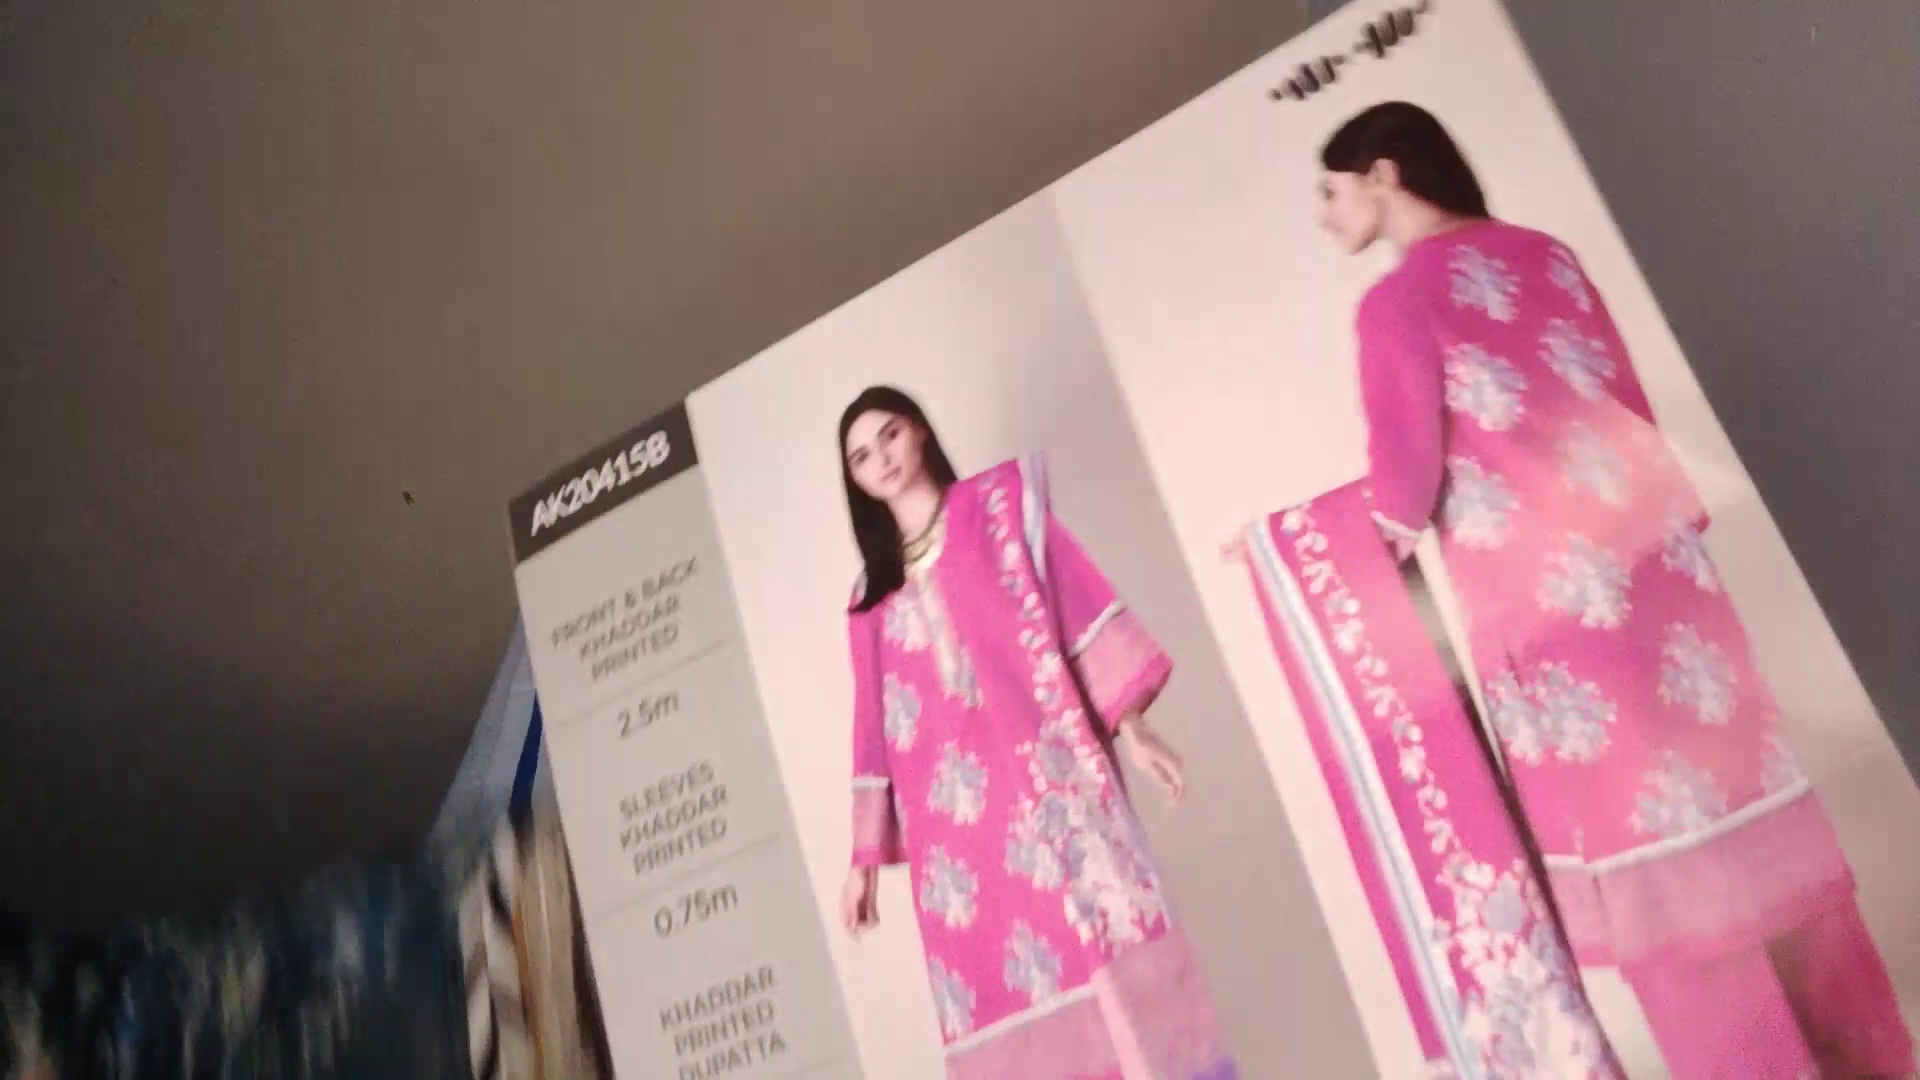 AK20415B
FRONT & BACK
KHADDAR
PRINTED
2.5m
SLEEVES
KHADDAR
PRINTED
0.75m
KHADDAR
PRINTED
DUPATTA